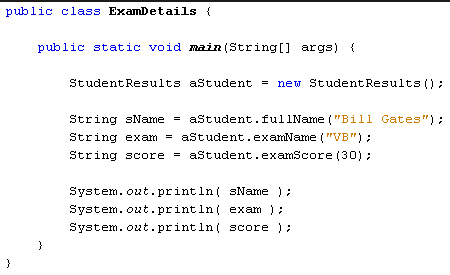 public class ExamDetails {
public static void main(String[] args) {
StudentResults aStudent = new StudentResults();
String sName = aStudent.fullName("Bill Gates");
String exam = aStudent.examName("VB");
String score = aStudent.examScore(30);
System.out.println( sName );
System.out.println( exam );
System.out.println( score );
}
}